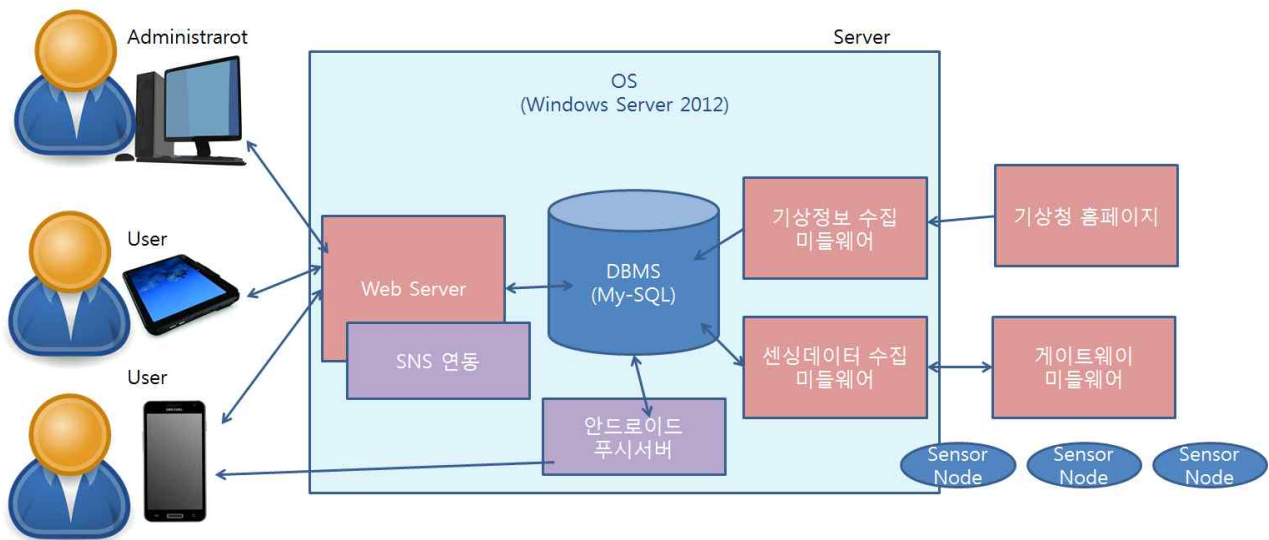 Administrarot
Server
OS
(Windows Server 2012)
User
기상정보 수집
미들웨어
기상청 홈페이지
DBMS
(My-SQL)
Web Server
SNS 연동
센싱데이터 수집
미들웨어
게이트웨이
미들웨어
User
안드로이드
푸시서버
Sensor
Node
Sensor
Node
Sensor
Node